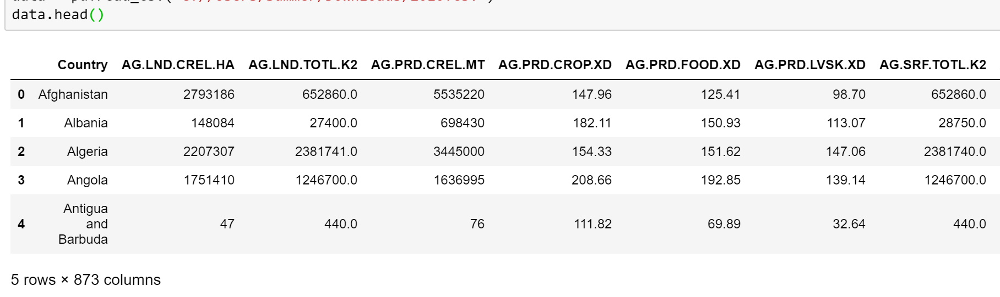 data.head()
Country AG.LND.CREL.HA AG.LND.TOTL.K2 AG.PRD.CREL.MT AG.PRD.CROP.XD AG.PRD.FOOD.XD AG.PRD.LVSK.XD AG.SRF.TOTL.K2
0 Afghanistan 2793186 652860.0 5535220 147.96 125.41 98.70 652860.0
1 Albania 148084 27400.0 698430 182.11 150.93 113.07 28750.0
2 Algeria 2207307 2381741.0 3445000 154.33 151.62 147.06 2381740.0
3 Angola 1751410 1246700.0 1636995 208.66 192.85 139.14 1246700.0
Antigua
4 and 47 440.0 76 111.82 69.89 32.64 440.0
Barbuda
5 rows × 873 columns